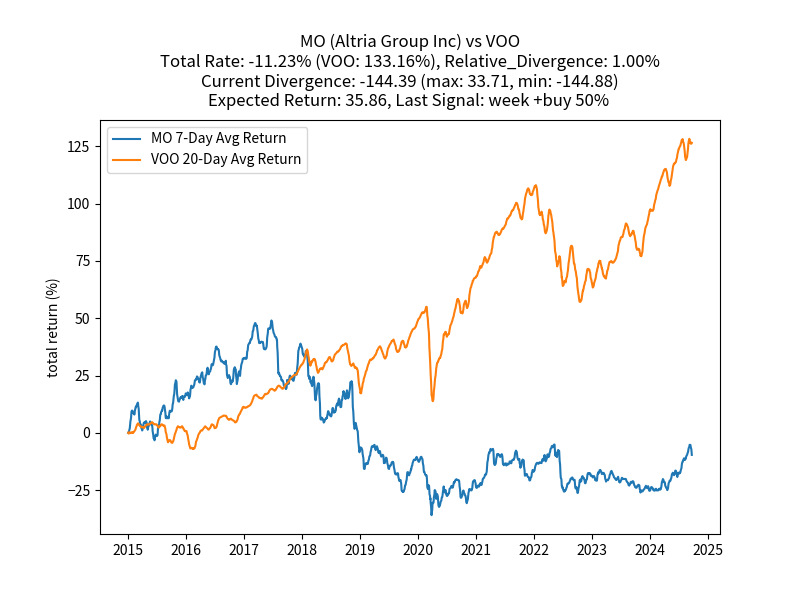 MO (Altria Group Inc) vs VOO
Total Rate: -11.23% (VOO: 133.16%), Relative_Divergence: 1.00%
Current Divergence: -144.39 (max: 33.71, min: -144.88)
Expected Return: 35.86, Last Signal: week +buy 50%
MO 7-Day Avg Return
VOO 20-Day Avg Return
total return (%)
125
100
75
50
25
0
−25
2015 2016 2017 2018 2019 2020 2021 2022 2023 2024 2025